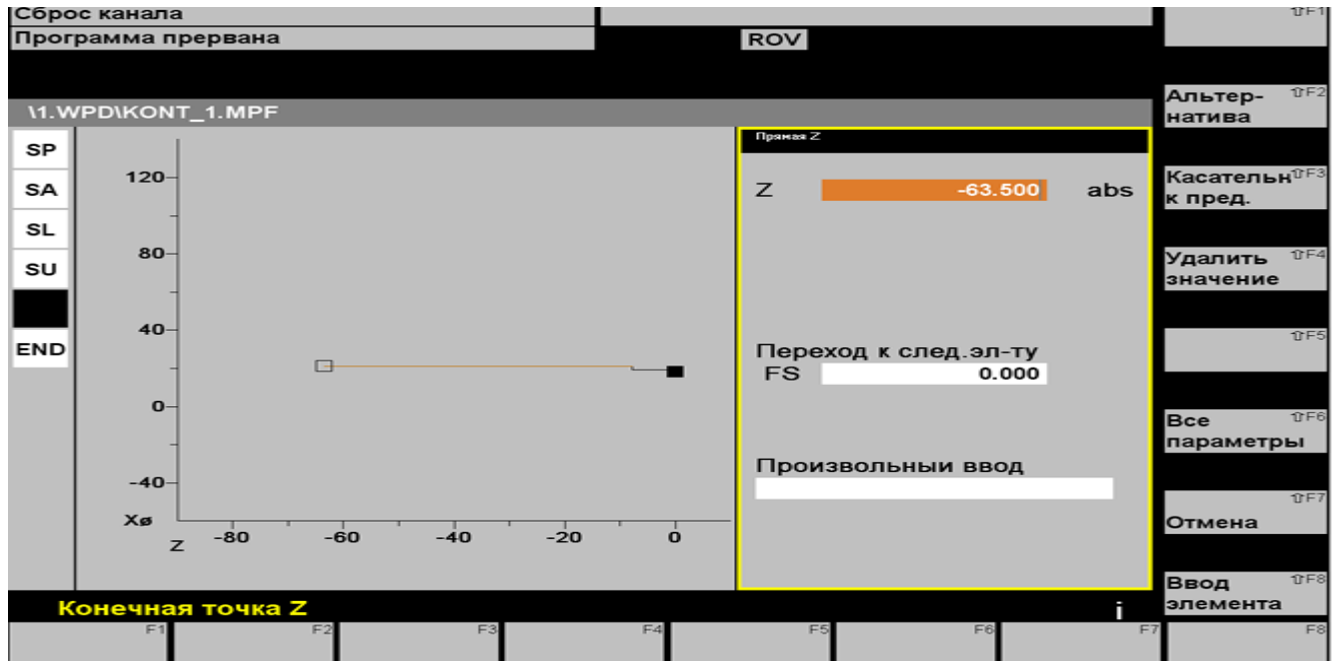 Сброс канала
Программа прервана
ROV
\1.WPD\KONT_1.MPF
SP
SA
SL
SU
END
120
80
40
0
-40
Xø
Z
-80
-60
-40
-20
0
Прямая Z
Z -63.500 abs
Переход к след.эл-ту
FS 0.000
Произвольный ввод
Конечная точка Z
i
⇧F1
Альтер- ⇧F2
натива
Касательн ⇧F3
к пред.
Удалить ⇧F4
значение
⇧F5
Все ⇧F6
параметры
⇧F7
Отмена
Ввод ⇧F8
элемента
F1 F2 F3 F4 F5 F6 F7 F8